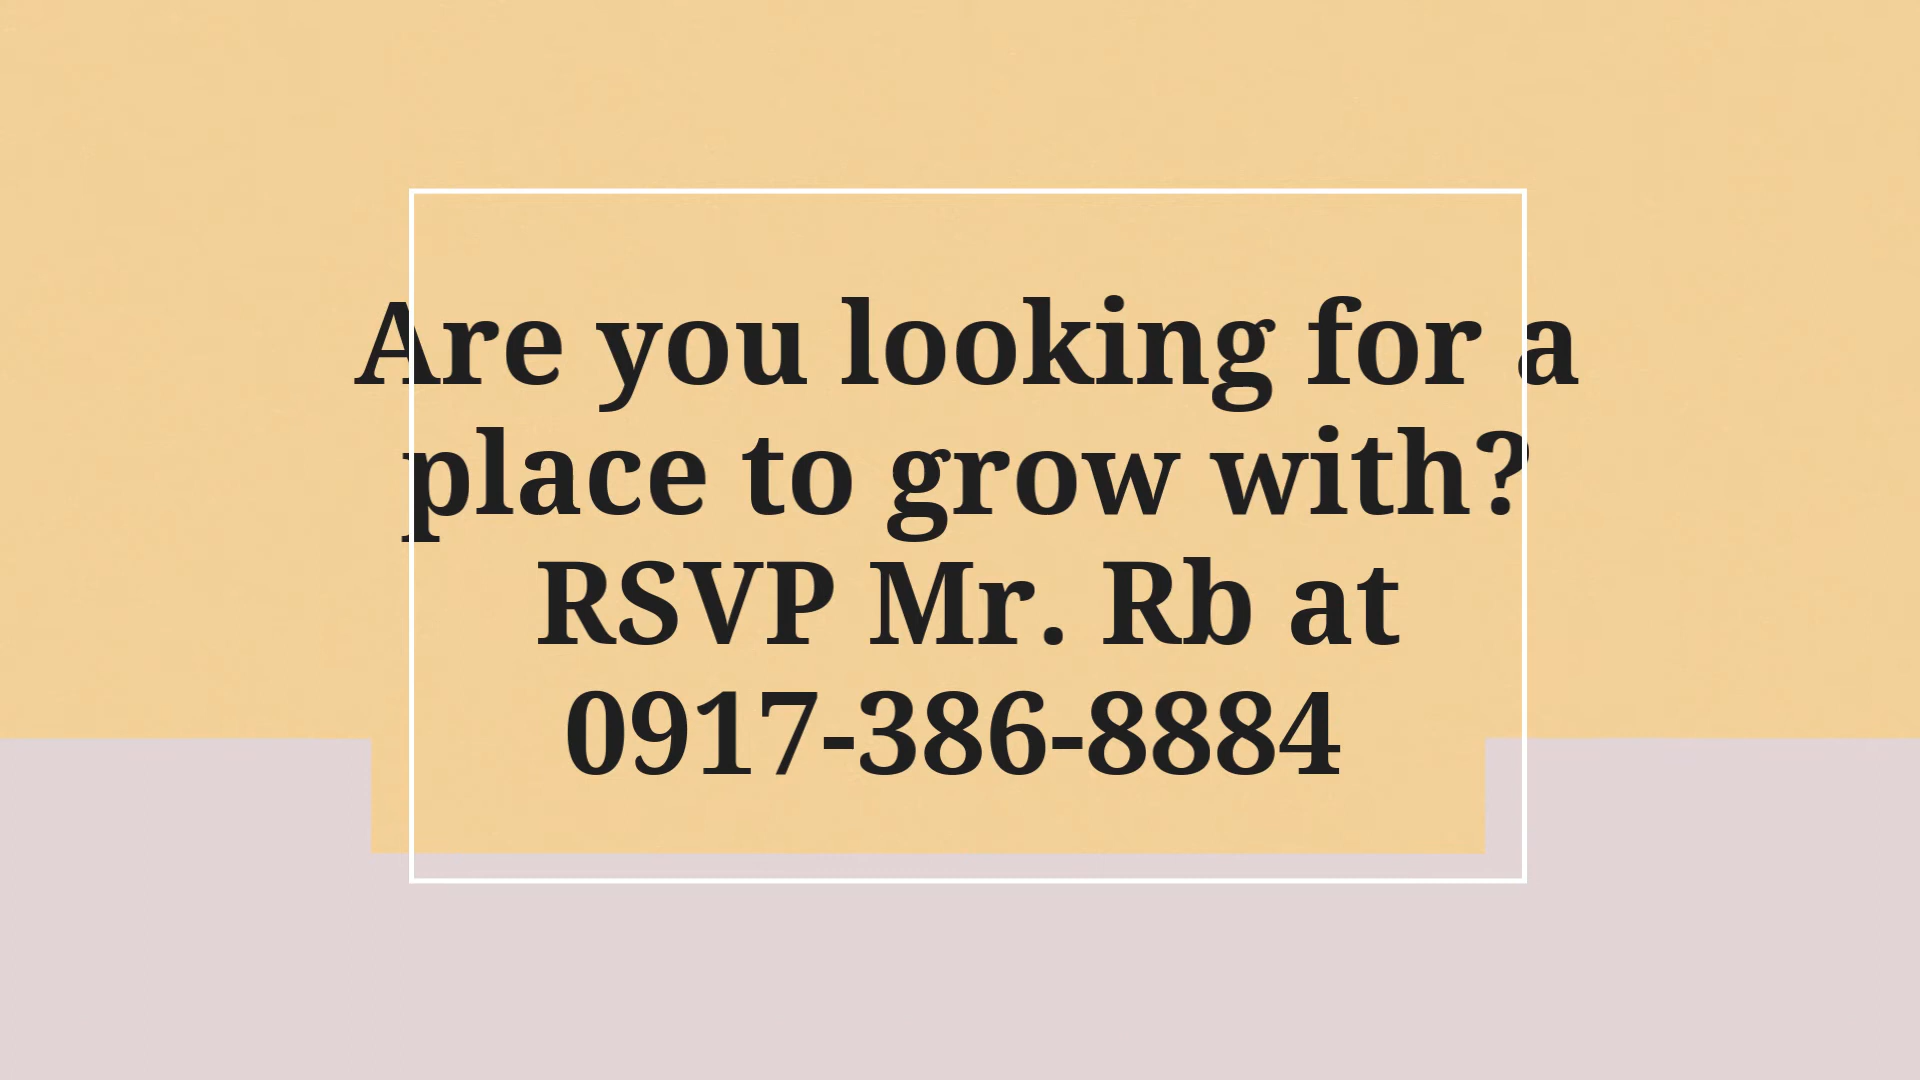 Are you looking for a
place to grow with?
RSVP Mr. Rb at
0917-386-8884